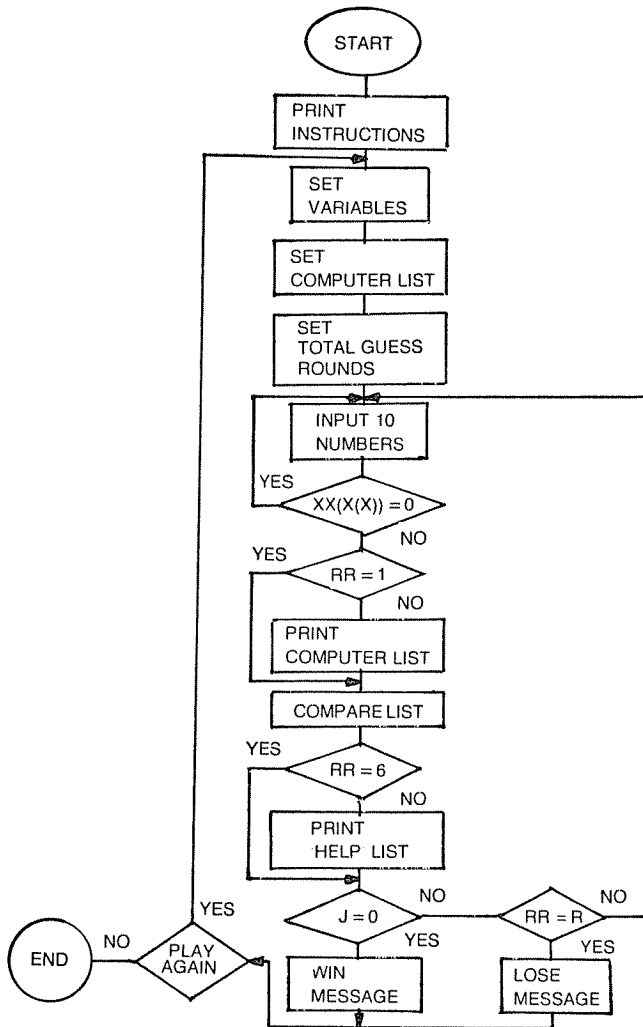 START
PRINT
INSTRUCTIONS
SET
VARIABLES
SET
COMPUTER LIST
SET
TOTAL GUESS
ROUNDS
INPUT 10
NUMBERS
YES
XX(X(X)) = 0
NO
YES
RR = 1
NO
PRINT
COMPUTER LIST
COMPARE LIST
YES
RR = 6
NO
PRINT
HELP LIST
J = 0
NO
YES
RR = R
NO
YES
WIN
MESSAGE
LOSE
MESSAGE
YES
PLAY
AGAIN
NO
END